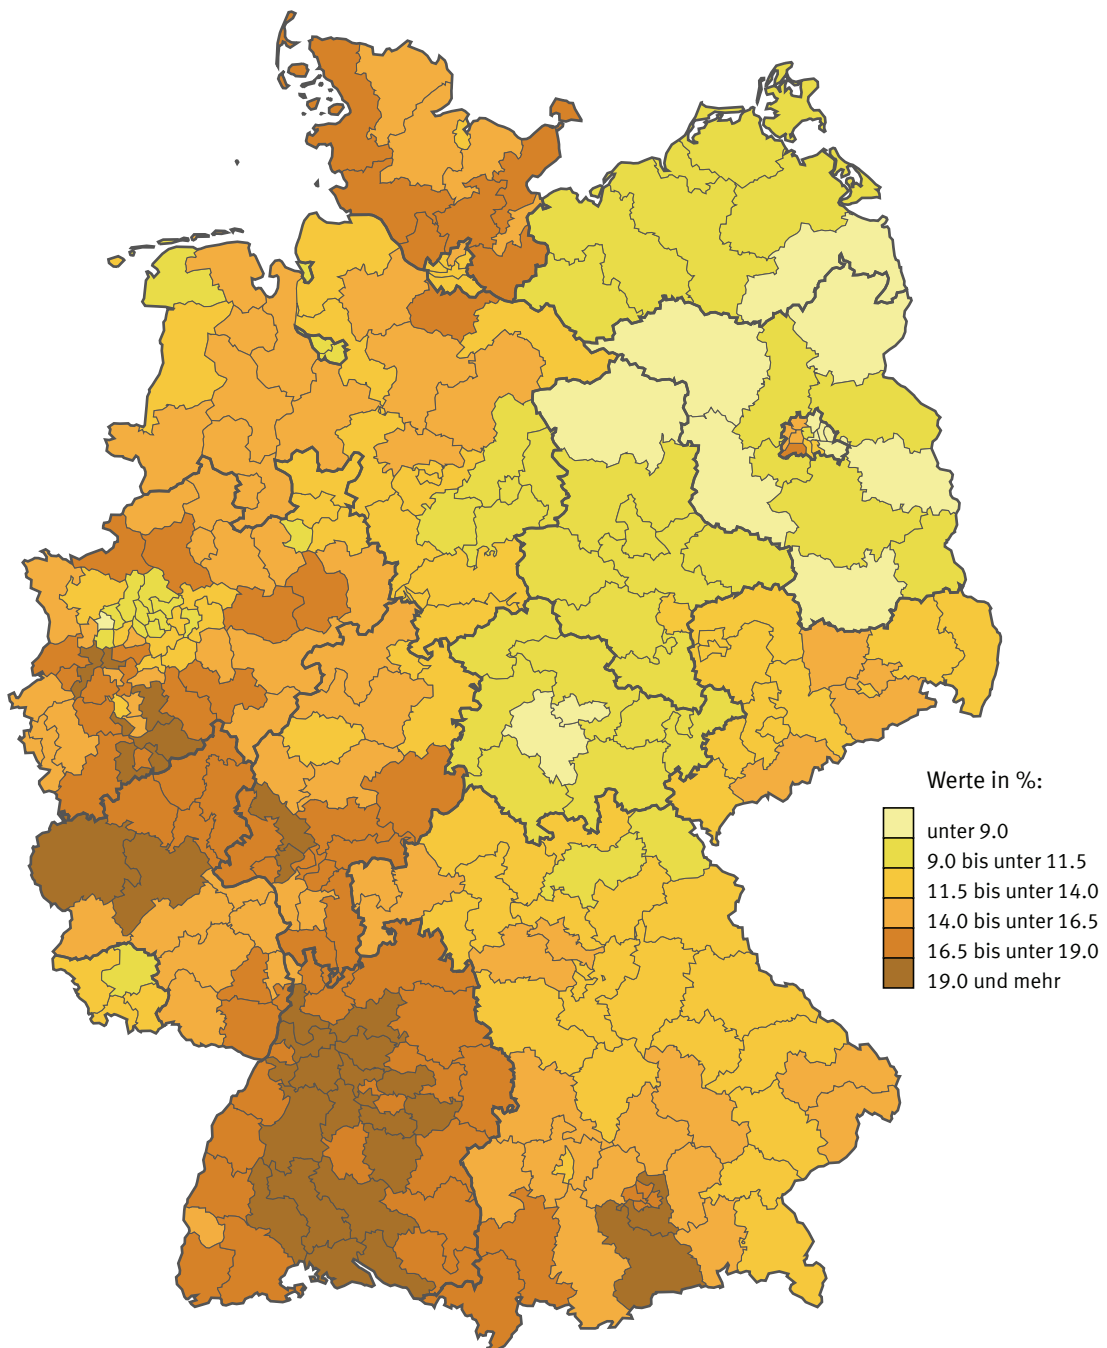 Werte in %:
unter 9.0
9.0 bis unter 11.5
11.5 bis unter 14.0
14.0 bis unter 16.5
16.5 bis unter 19.0
19.0 und mehr